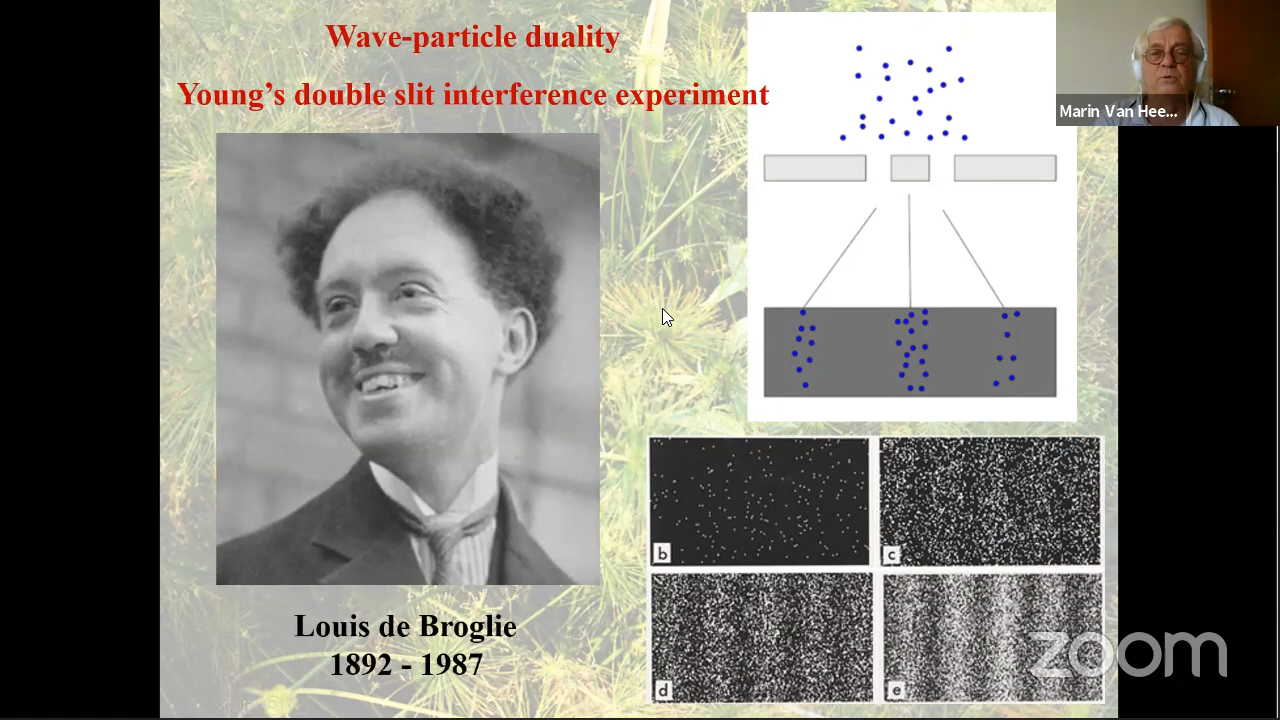 Wave-particle duality
Young's double slit interference experiment
Marin Van Hee...
Louis de Broglie
1892 - 1987
b
c
d
e
zoom